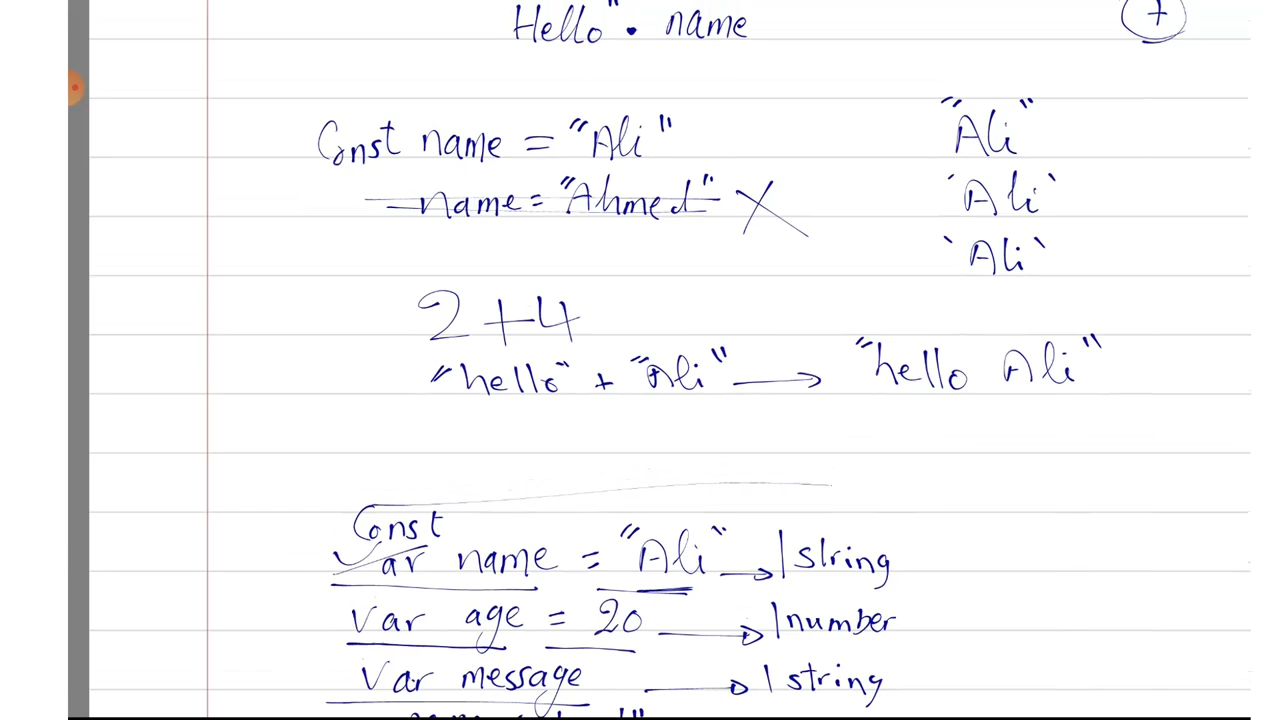 Hello" . name
+
Const name = "Ali"
name = "Ahmed" X
"Ali"
'Ali'
`Ali`
2 + 4
"hello" + "Ali" → "hello Ali"
Const
Var name = "Ali" → | string
Var age = 20 → | number
Var message → | string